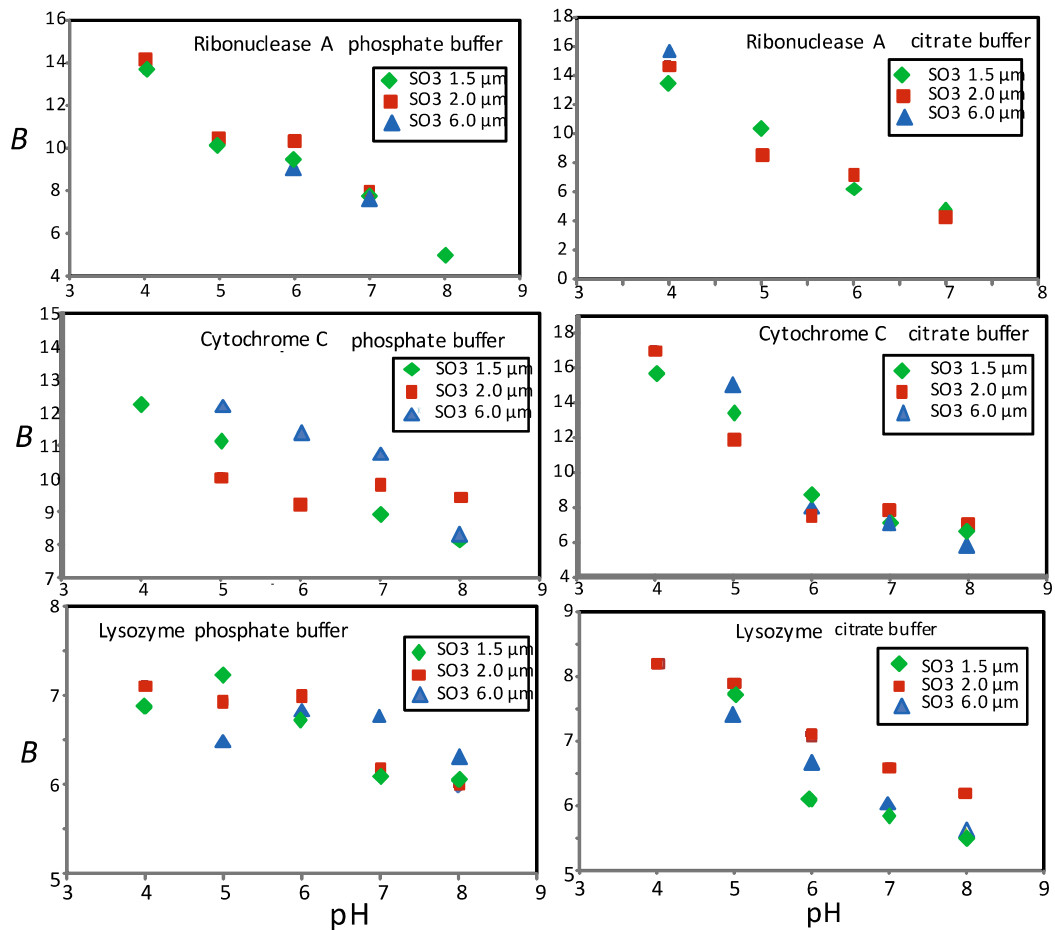 Ribonuclease A phosphate buffer
SO3 1.5 µm
SO3 2.0 µm
SO3 6.0 µm
B
16
14
12
10
8
6
4
3 4 5 6 7 8 9
Ribonuclease A citrate buffer
SO3 1.5 µm
SO3 2.0 µm
SO3 6.0 µm
18
16
14
12
10
8
6
4
2
0
3 4 5 6 7 8
Cytochrome C phosphate buffer
SO3 1.5 µm
SO3 2.0 µm
SO3 6.0 µm
B
15
14
13
12
11
10
9
8
7
3 4 5 6 7 8 9
Cytochrome C citrate buffer
SO3 1.5 µm
SO3 2.0 µm
SO3 6.0 µm
18
16
14
12
10
8
6
4
3 4 5 6 7 8 9
Lysozyme phosphate buffer
SO3 1.5 µm
SO3 2.0 µm
SO3 6.0 µm
B
8
7
6
5
3 4 5 6 7 8 9
pH
Lysozyme citrate buffer
SO3 1.5 µm
SO3 2.0 µm
SO3 6.0 µm
9
8
7
6
5
3 4 5 6 7 8 9
pH